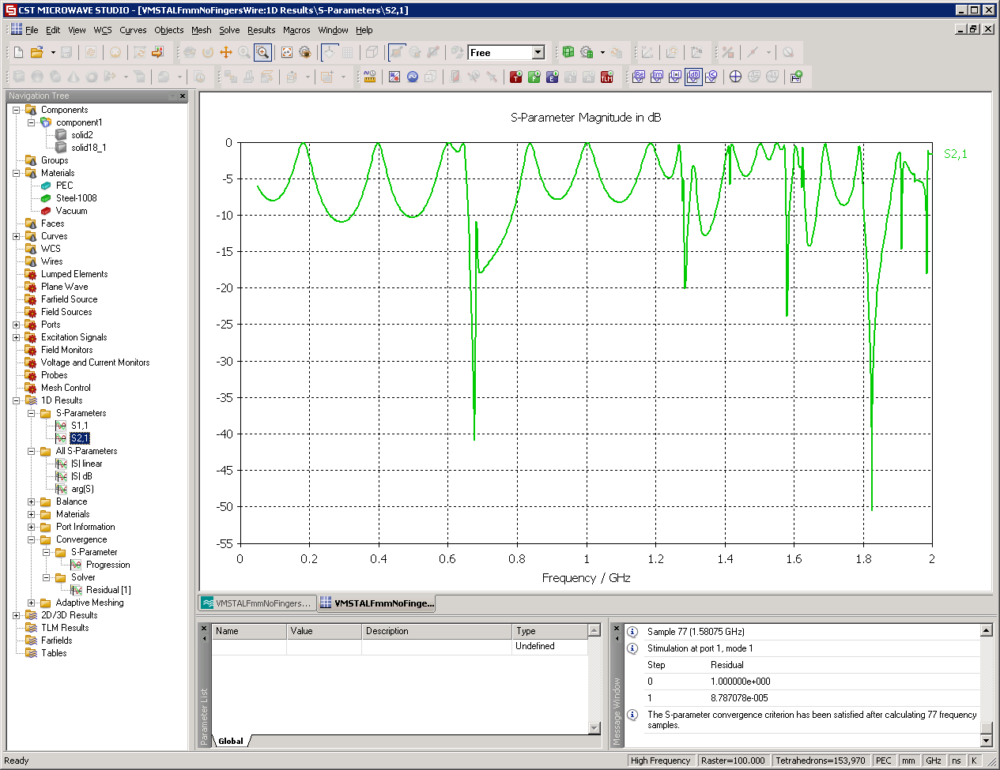 CST MICROWAVE STUDIO - [VMSTALFmmNoFingersWire:1D Results\S-Parameters\S2,1]
File Edit View WCS Curves Objects Mesh Solve Results Macros Window Help
Free
T F E TLM
Re Im dB
Navigation Tree
Components
component1
solid2
solid18_1
Groups
Materials
PEC
Steel-1008
Vacuum
Faces
Curves
WCS
Wires
Lumped Elements
Plane Wave
Farfield Source
Field Sources
Ports
Excitation Signals
Field Monitors
Voltage and Current Monitors
Probes
Mesh Control
1D Results
S-Parameters
S1,1
S2,1
All S-Parameters
|S| linear
|S| dB
arg(S)
Balance
Materials
Port Information
Convergence
S-Parameter
Progression
Solver
Residual [1]
Adaptive Meshing
2D/3D Results
TLM Results
Farfields
Tables
S-Parameter Magnitude in dB
0
-5
-10
-15
-20
-25
-30
-35
-40
-45
-50
-55
0 0.2 0.4 0.6 0.8 1 1.2 1.4 1.6 1.8 2
Frequency / GHz
S2,1
VMSTALFmmNoFingers... VMSTALFmmNoFinge...
Parameter List
Name Value Description Type
Undefined
Global
Message Window
Sample 77 (1.58075 GHz)
Stimulation at port 1, mode 1
Step Residual
0 1.000000e+000
1 8.787078e-005
The S-parameter convergence criterion has been satisfied after calculating 77 frequency
samples.
Ready High Frequency Raster=100.000 Tetrahedrons=153,970 PEC mm GHz ns K